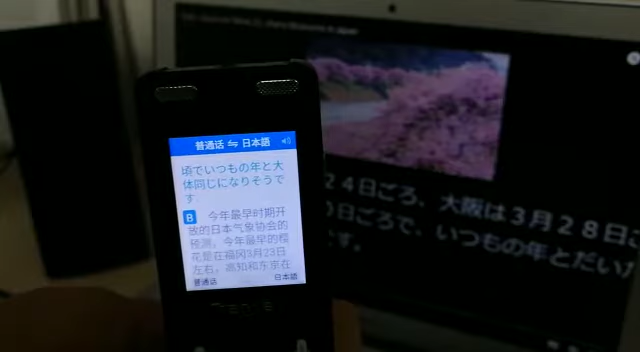 普通话 ⇋ 日本語
頃でいつもの年と大
体同じになりそうで
す
B 今年最早时期开
放的日本气象协会的
预测。今年最早的樱
花是在福冈3月23日
左右。高知和东京在
普通话 日本語
24日ごろ、大阪は3月28日ご
0日ごろで、いつもの年とだいた
です。